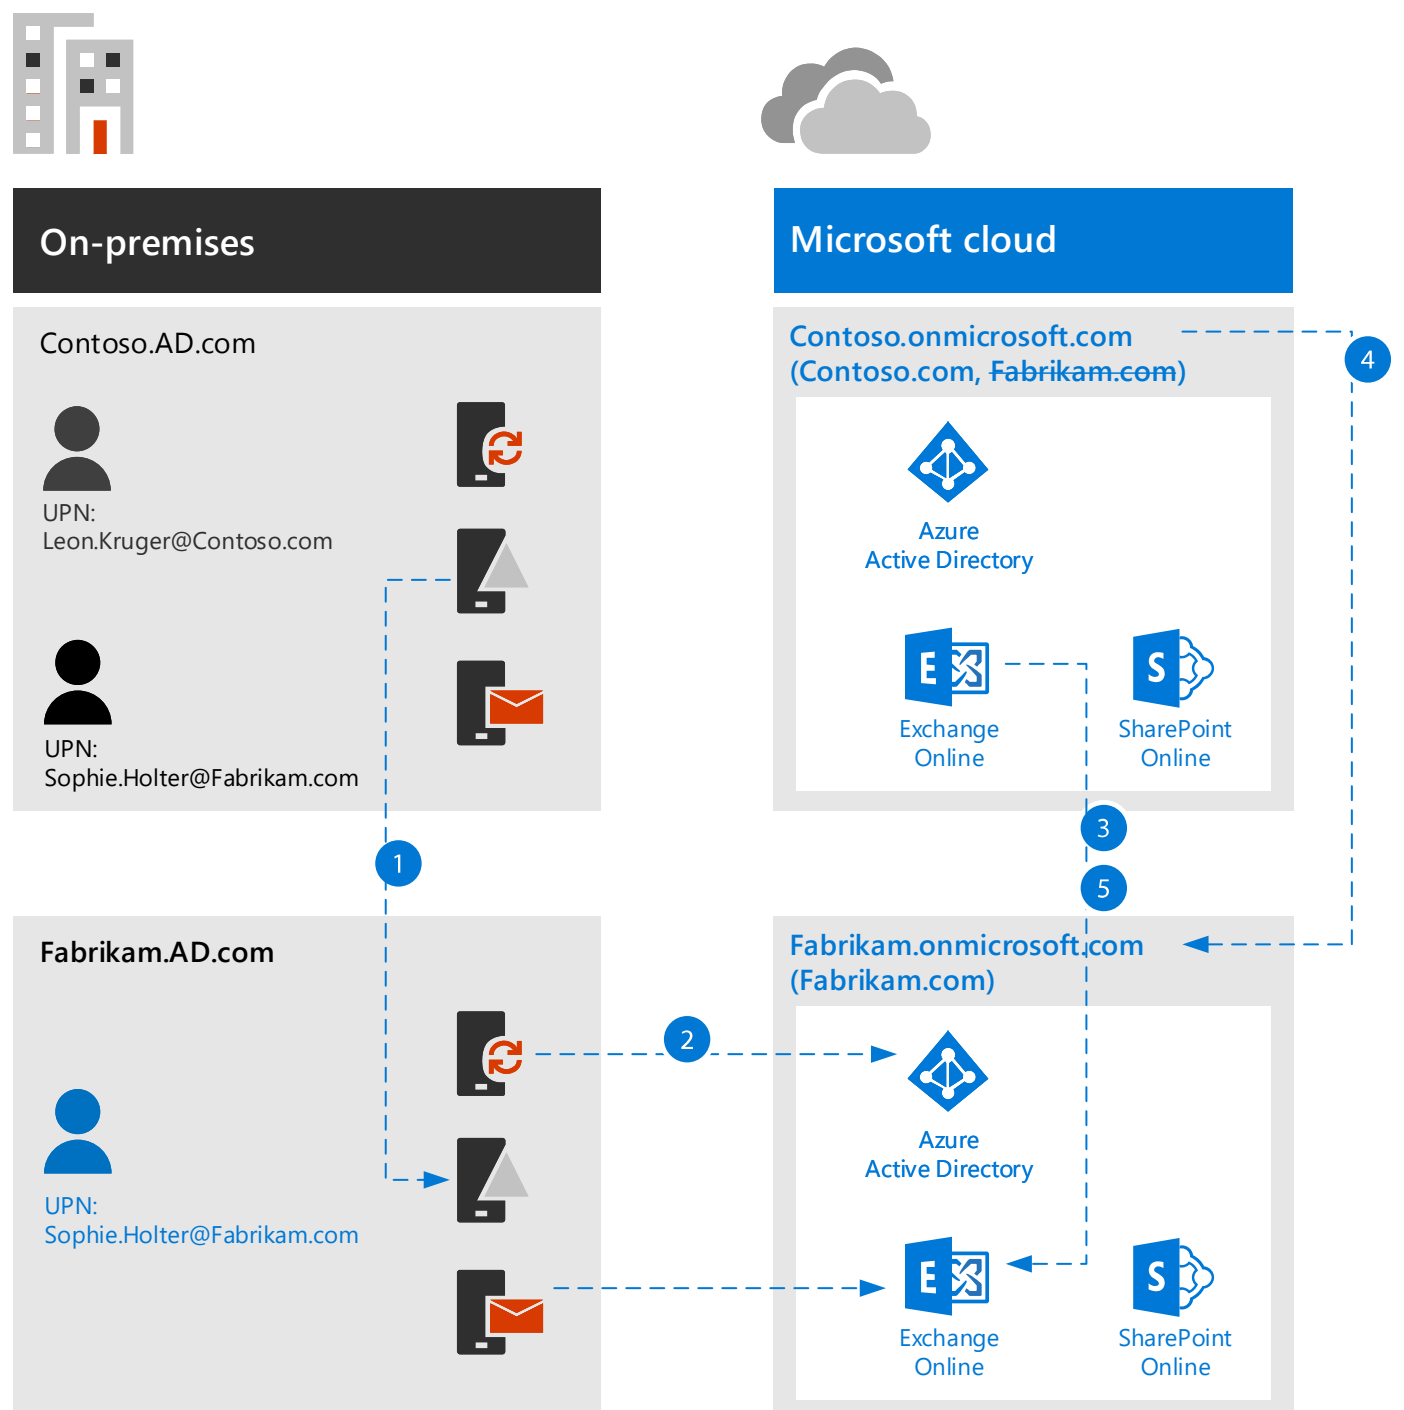 On-premises
Microsoft cloud
Contoso.AD.com
UPN:
Leon.Kruger@Contoso.com
UPN:
Sophie.Holter@Fabrikam.com
Contoso.onmicrosoft.com
(Contoso.com, Fabrikam.com)
4
Azure
Active Directory
E
Exchange
Online
S
SharePoint
Online
3
1
5
Fabrikam.AD.com
UPN:
Sophie.Holter@Fabrikam.com
2
Fabrikam.onmicrosoft.com
(Fabrikam.com)
Azure
Active Directory
E
Exchange
Online
S
SharePoint
Online